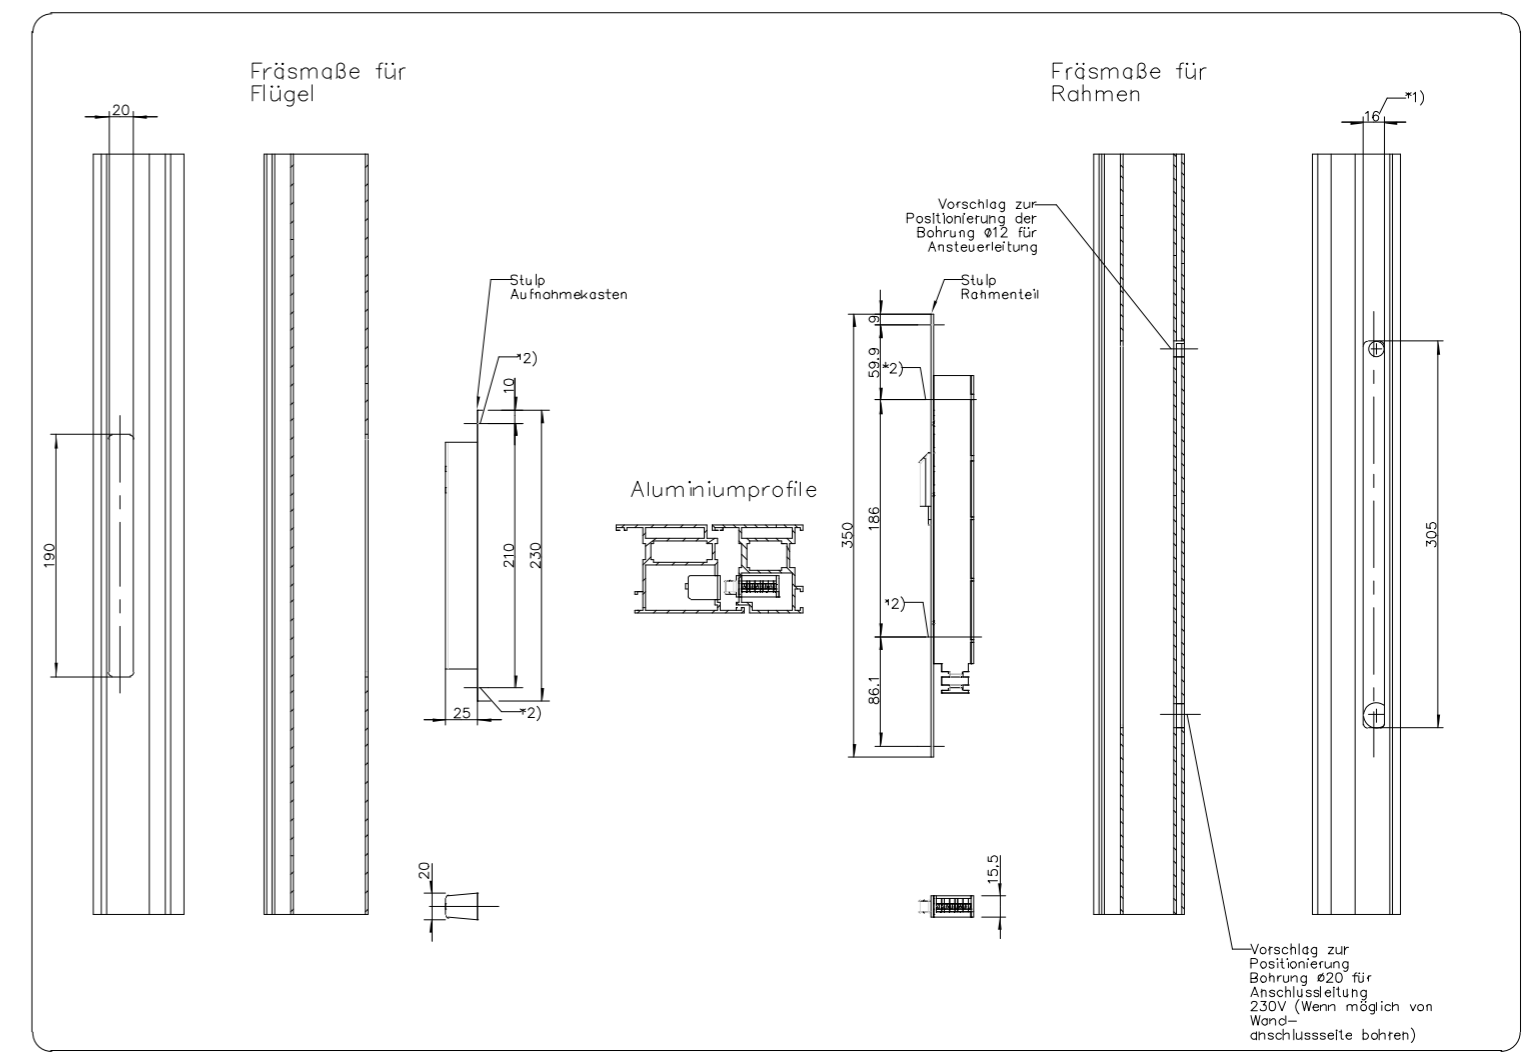 Fräsmaße für
Flügel
Fräsmaße für
Rahmen
20
16
*1)
Vorschlag zur
Positionierung der
Bohrung ø12 für
Ansteuerleitung
Stulp
Aufnahmekasten
Stulp
Rahmenteil
*2)
10
9
59.9
*2)
190
210
230
Aluminiumprofile
350
186
305
*2)
86.1
25
*2)
20
15,5
Vorschlag zur
Positionierung
Bohrung ø20 für
Anschlussleitung
230V (Wenn möglich von
Wand-
anschlussseite bohren)